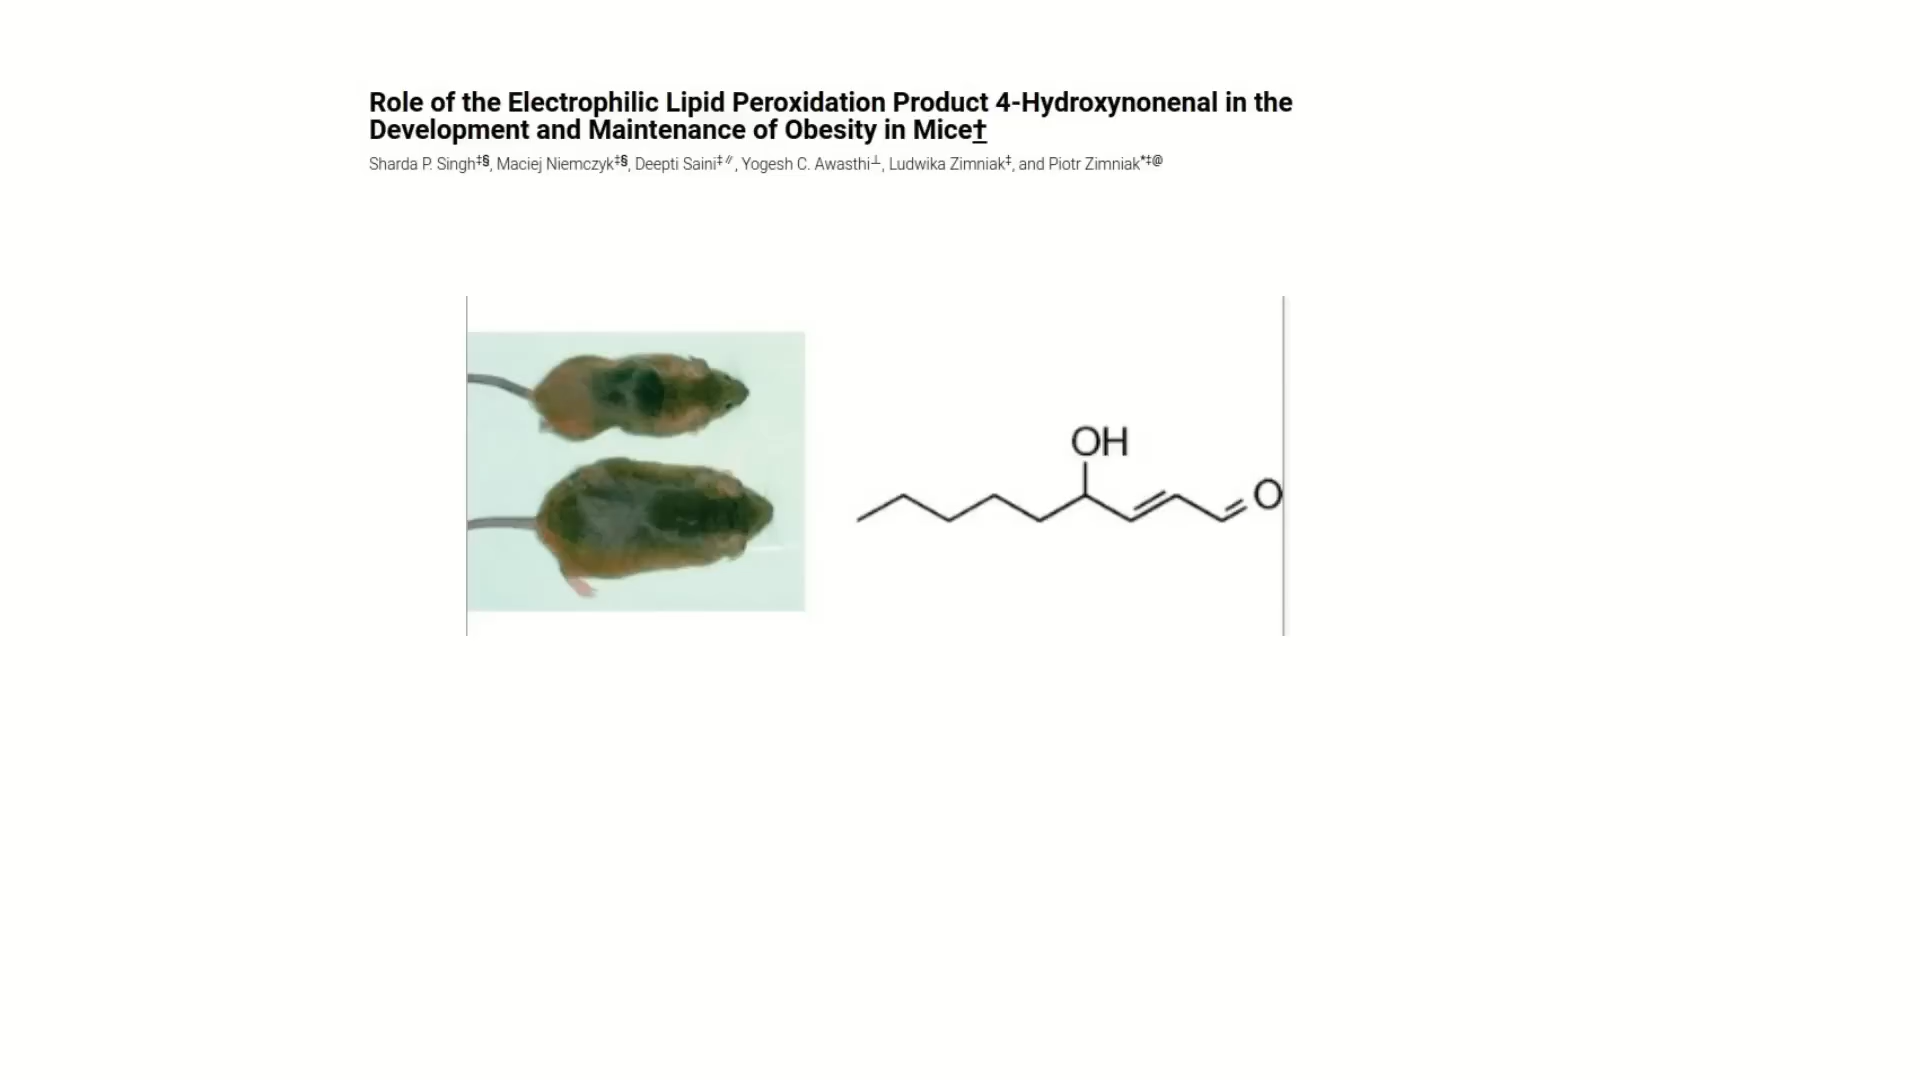 Role of the Electrophilic Lipid Peroxidation Product 4-Hydroxynonenal in the
Development and Maintenance of Obesity in Mice†
Sharda P. Singh‡§, Maciej Niemczyk‡§, Deepti Saini‡∥, Yogesh C. Awasthi⊥, Ludwika Zimniak‡, and Piotr Zimniak*‡@
OH
O